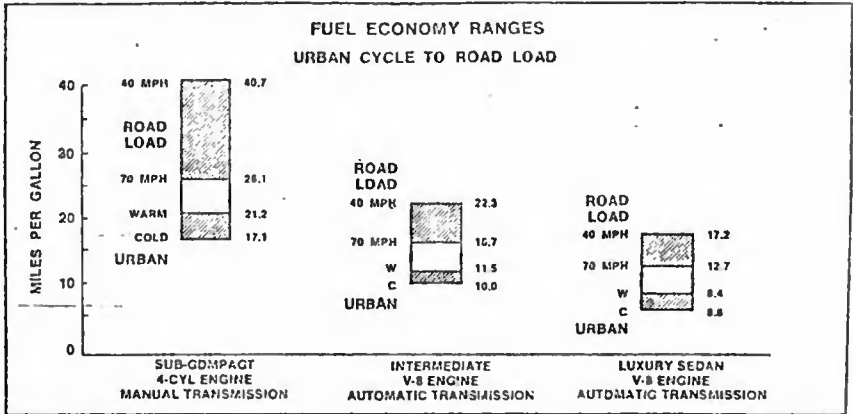 FUEL ECONOMY RANGES
URBAN CYCLE TO ROAD LOAD
MILES PER GALLON
40
30
20
10
0
40 MPH 40.7
ROAD
LOAD
70 MPH 26.1
WARM 21.2
COLD 17.1
URBAN
SUB-COMPACT
4-CYL ENGINE
MANUAL TRANSMISSION
ROAD
LOAD
40 MPH 22.3
70 MPH 16.7
W 11.5
C 10.0
URBAN
INTERMEDIATE
V-8 ENGINE
AUTOMATIC TRANSMISSION
ROAD
LOAD
40 MPH 17.2
70 MPH 12.7
W
C
URBAN
LUXURY SEDAN
V-8 ENGINE
AUTOMATIC TRANSMISSION